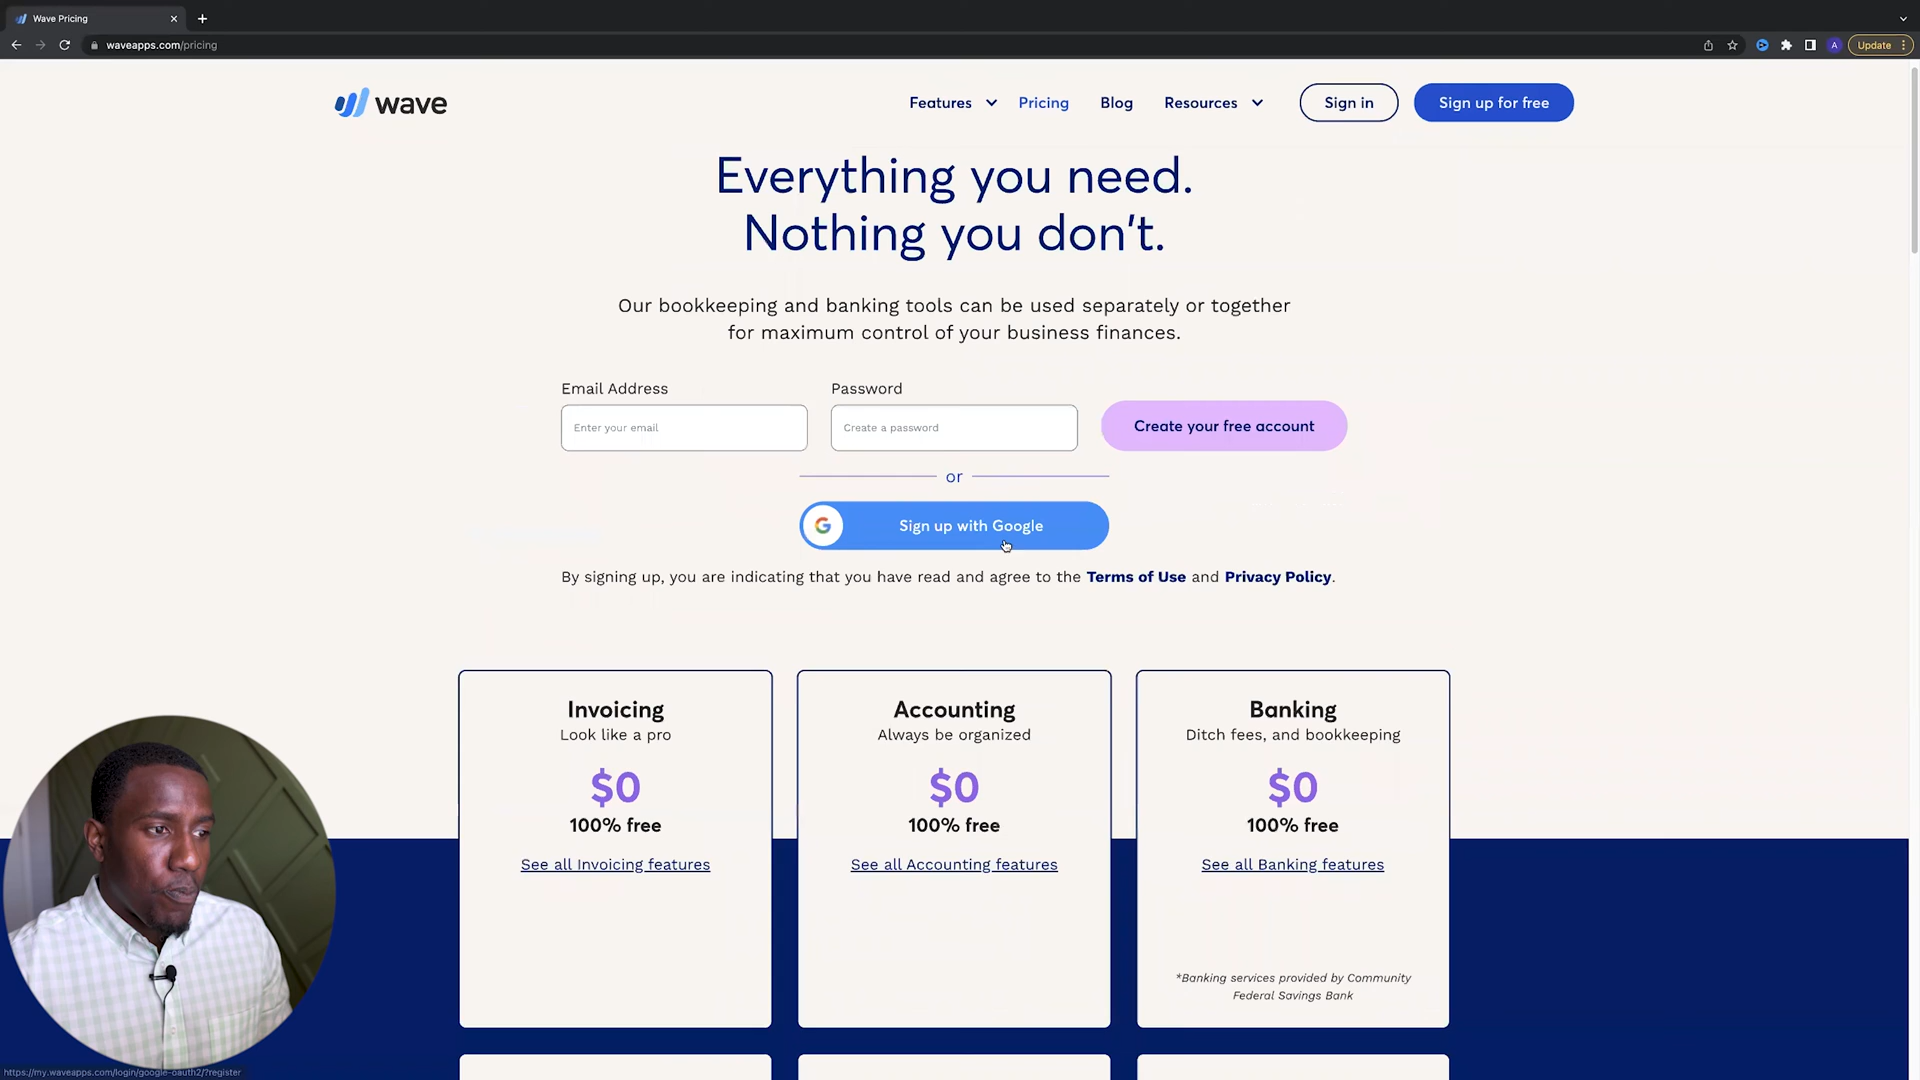 Wave Pricing
waveapps.com/pricing
A
Update
wave
Features
Pricing
Blog
Resources
Sign in
Sign up for free
Everything you need.
Nothing you don't.
Our bookkeeping and banking tools can be used separately or together
for maximum control of your business finances.
Email Address
Password
Enter your email
Create a password
Create your free account
or
G
Sign up with Google
By signing up, you are indicating that you have read and agree to the Terms of Use and Privacy Policy.
Invoicing
Look like a pro
$0
100% free
See all Invoicing features
Accounting
Always be organized
$0
100% free
See all Accounting features
Banking
Ditch fees, and bookkeeping
$0
100% free
See all Banking features
*Banking services provided by Community
Federal Savings Bank
https://my.waveapps.com/login/google-oauth2/?register